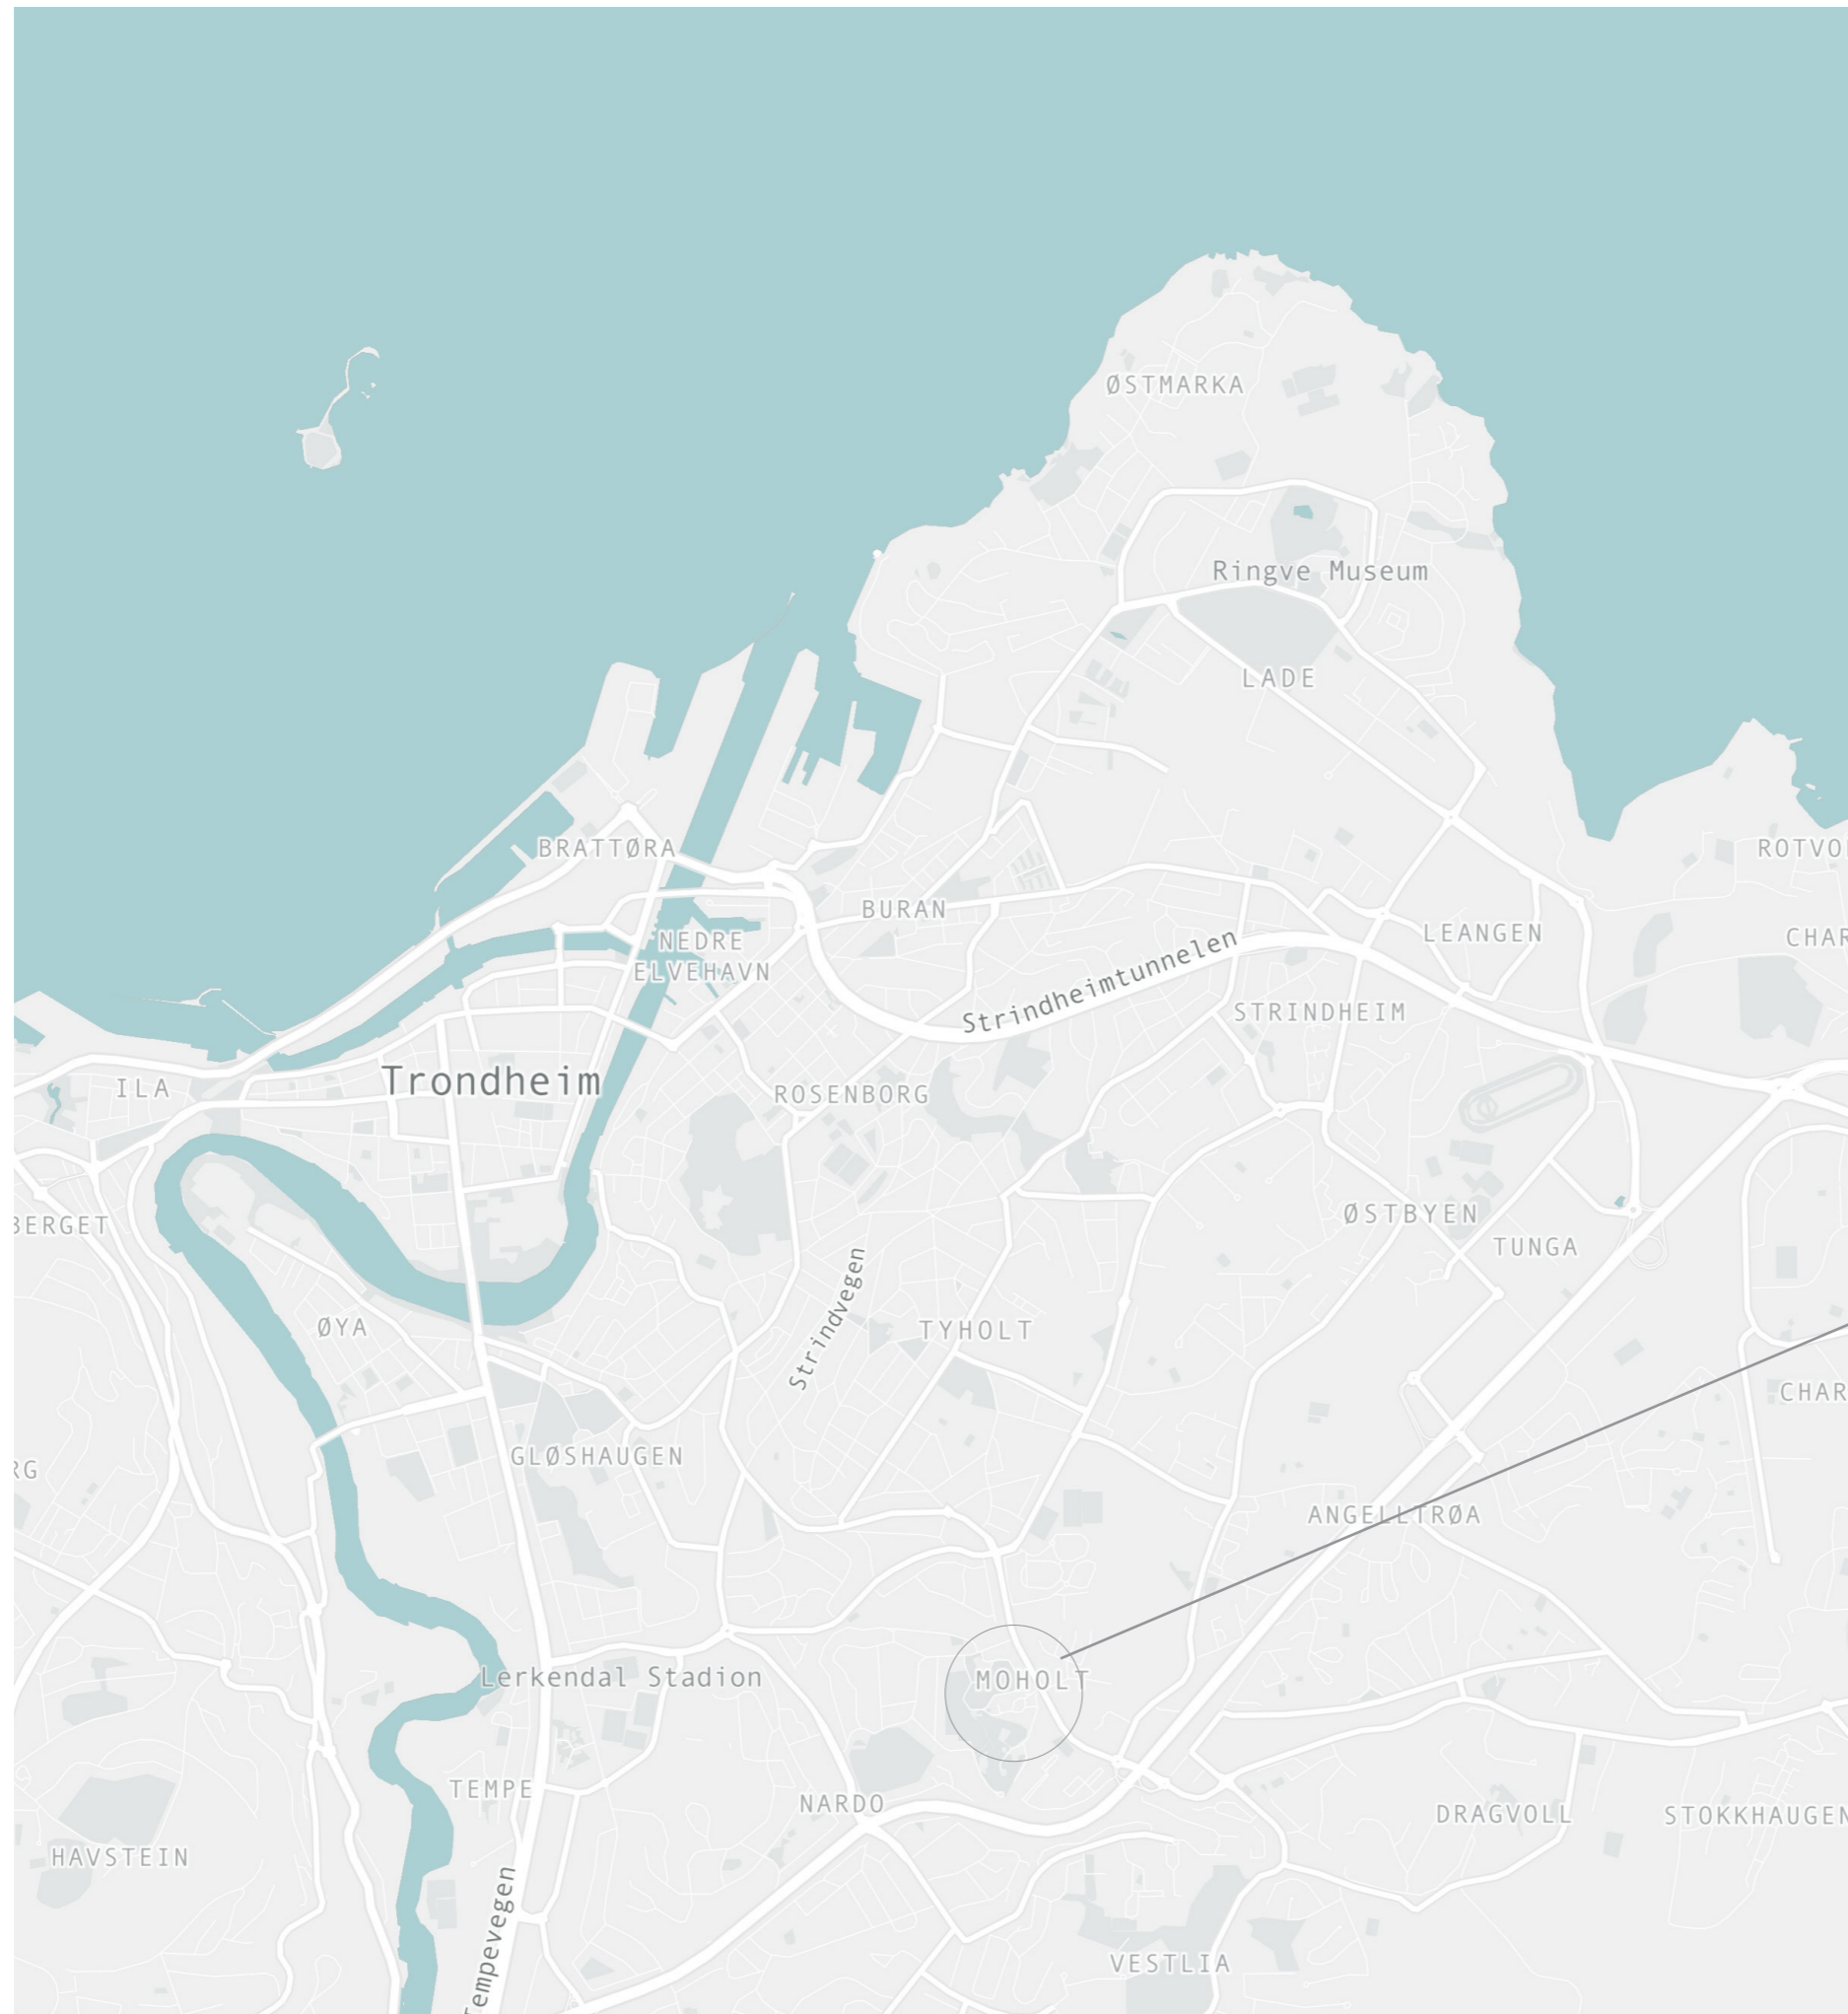 ØSTMARKA
Ringve Museum
LADE
BRATTØRA
ROTVO
BURAN
LEANGEN
CHAR
NEDRE
ELVEHAVN
Strindheimtunnelen
STRINDHEIM
Trondheim
ILA
ROSENBORG
ØSTBYEN
BERGET
TUNGA
Strindvegen
ØYA
TYHOLT
CHAR
GLØSHAUGEN
RG
ANGELLTRØA
Lerkendal Stadion
MOHOLT
TEMPE
NARDO
DRAGVOLL
STOKKHAUGEN
HAVSTEIN
Tempevegen
VESTLIA